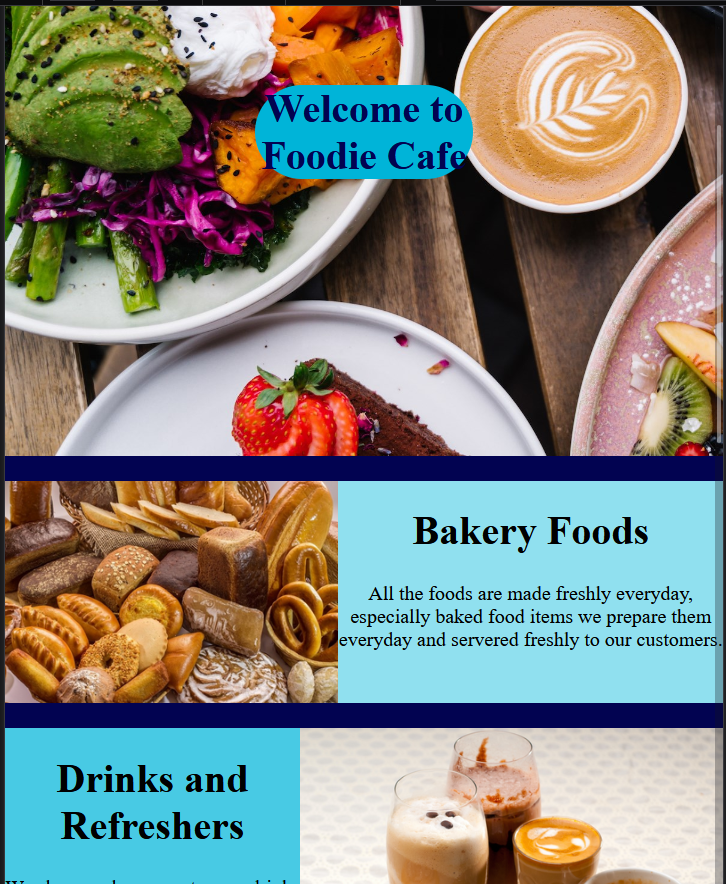 Welcome to
Foodie Cafe
Bakery Foods
All the foods are made freshly everyday,
especially baked food items we prepare them
everyday and servered freshly to our customers.
Drinks and
Refreshers